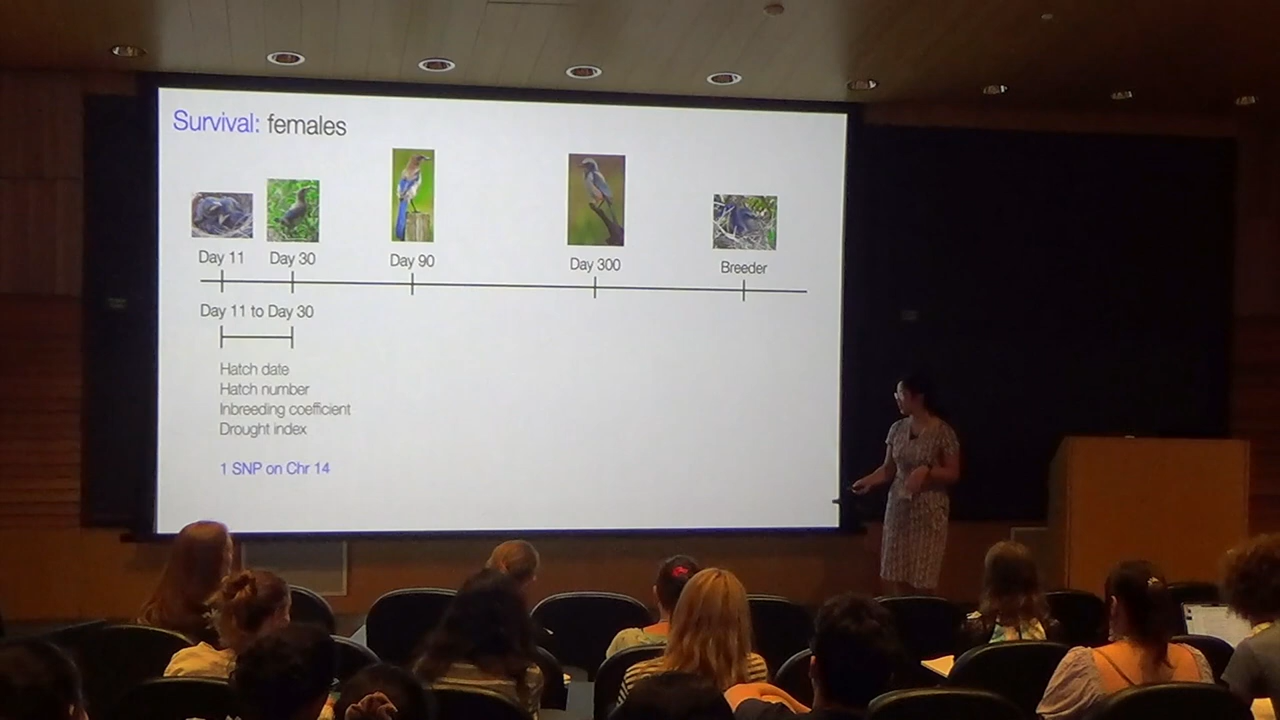 Survival: females
Day 11
Day 30
Day 90
Day 300
Breeder
Day 11 to Day 30
Hatch date
Hatch number
Inbreeding coefficient
Drought index
1 SNP on Chr 14